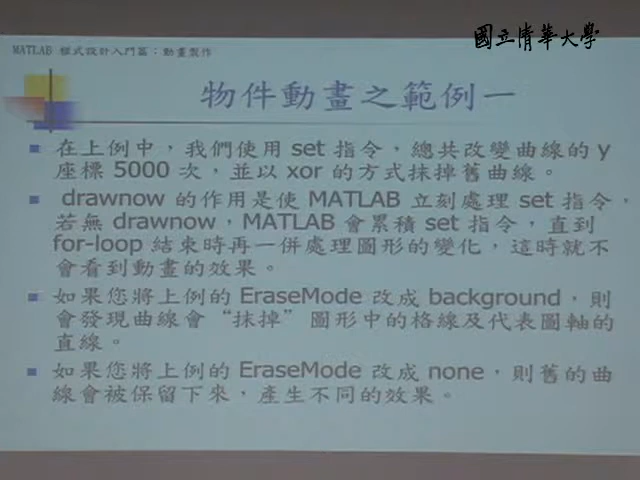 國立清華大學
MATLAB 程式設計入門篇：動畫製作
物件動畫之範例一
在上例中，我們使用 set 指令，總共改變曲線的 y
座標 5000 次，並以 xor 的方式抹掉舊曲線。
drawnow 的作用是使 MATLAB 立刻處理 set 指令，
若無 drawnow，MATLAB 會累積 set 指令，直到
for-loop 結束時再一併處理圖形的變化，這時就不
會看到動畫的效果。
如果您將上例的 EraseMode 改成 background，則
會發現曲線會“抹掉”圖形中的格線及代表圖軸的
直線。
如果您將上例的 EraseMode 改成 none，則舊的曲
線會被保留下來，產生不同的效果。